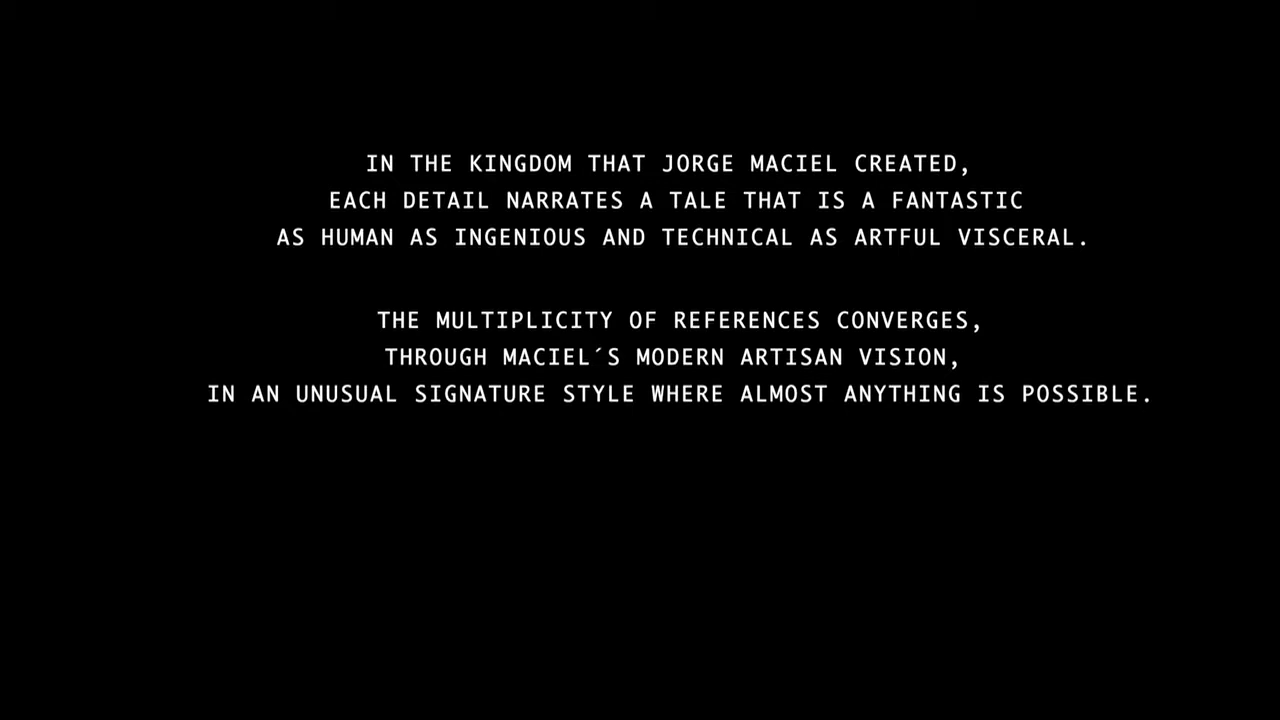 IN THE KINGDOM THAT JORGE MACIEL CREATED,
EACH DETAIL NARRATES A TALE THAT IS A FANTASTIC
AS HUMAN AS INGENIOUS AND TECHNICAL AS ARTFUL VISCERAL.
THE MULTIPLICITY OF REFERENCES CONVERGES,
THROUGH MACIEL´S MODERN ARTISAN VISION,
IN AN UNUSUAL SIGNATURE STYLE WHERE ALMOST ANYTHING IS POSSIBLE.